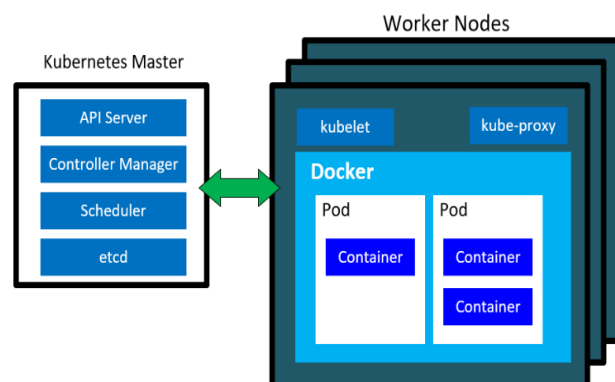 Worker Nodes
Kubernetes Master
API Server
Controller Manager
Scheduler
etcd
kubelet
kube-proxy
Docker
Pod
Container
Pod
Container
Container